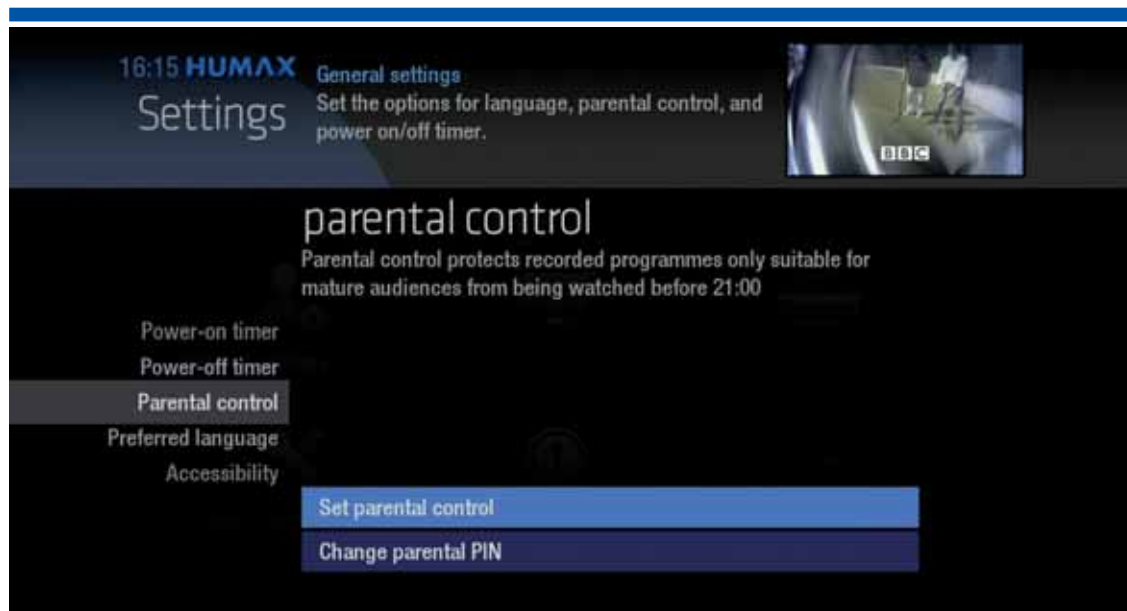 16:15 HUMAX
Settings
General settings
Set the options for language, parental control, and
power on/off timer.
BBC
parental control
Parental control protects recorded programmes only suitable for
mature audiences from being watched before 21:00
Power-on timer
Power-off timer
Parental control
Preferred language
Accessibility
Set parental control
Change parental PIN